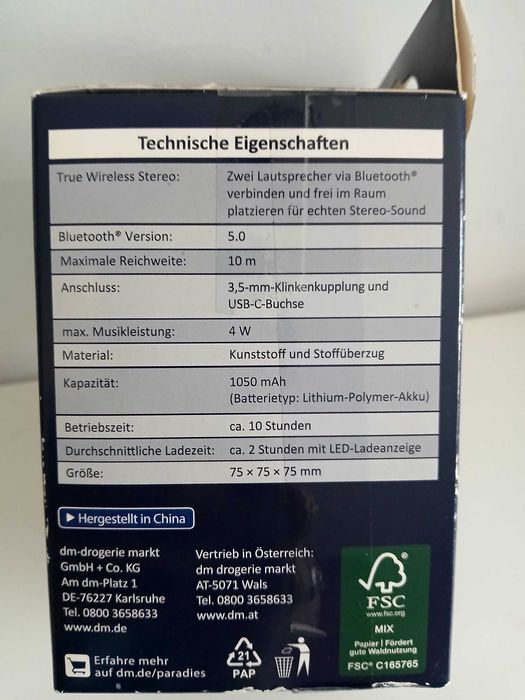 Technische Eigenschaften
True Wireless Stereo: Zwei Lautsprecher via Bluetooth®
verbinden und frei im Raum
platzieren für echten Stereo-Sound
Bluetooth® Version: 5.0
Maximale Reichweite: 10 m
Anschluss: 3,5-mm-Klinkenkupplung und
USB-C-Buchse
max. Musikleistung: 4 W
Material: Kunststoff und Stoffüberzug
Kapazität: 1050 mAh
(Batterietyp: Lithium-Polymer-Akku)
Betriebszeit: ca. 10 Stunden
Durchschnittliche Ladezeit: ca. 2 Stunden mit LED-Ladeanzeige
Größe: 75 × 75 × 75 mm
Hergestellt in China
dm-drogerie markt
GmbH + Co. KG
Am dm-Platz 1
DE-76227 Karlsruhe
Tel. 0800 3658633
www.dm.de
Vertrieb in Österreich:
dm drogerie markt
AT-5071 Wals
Tel. 0800 3658633
www.dm.at
Erfahre mehr
auf dm.de/paradies
21
PAP
FSC
www.fsc.org
MIX
Papier | Fördert
gute Waldnutzung
FSC® C165765